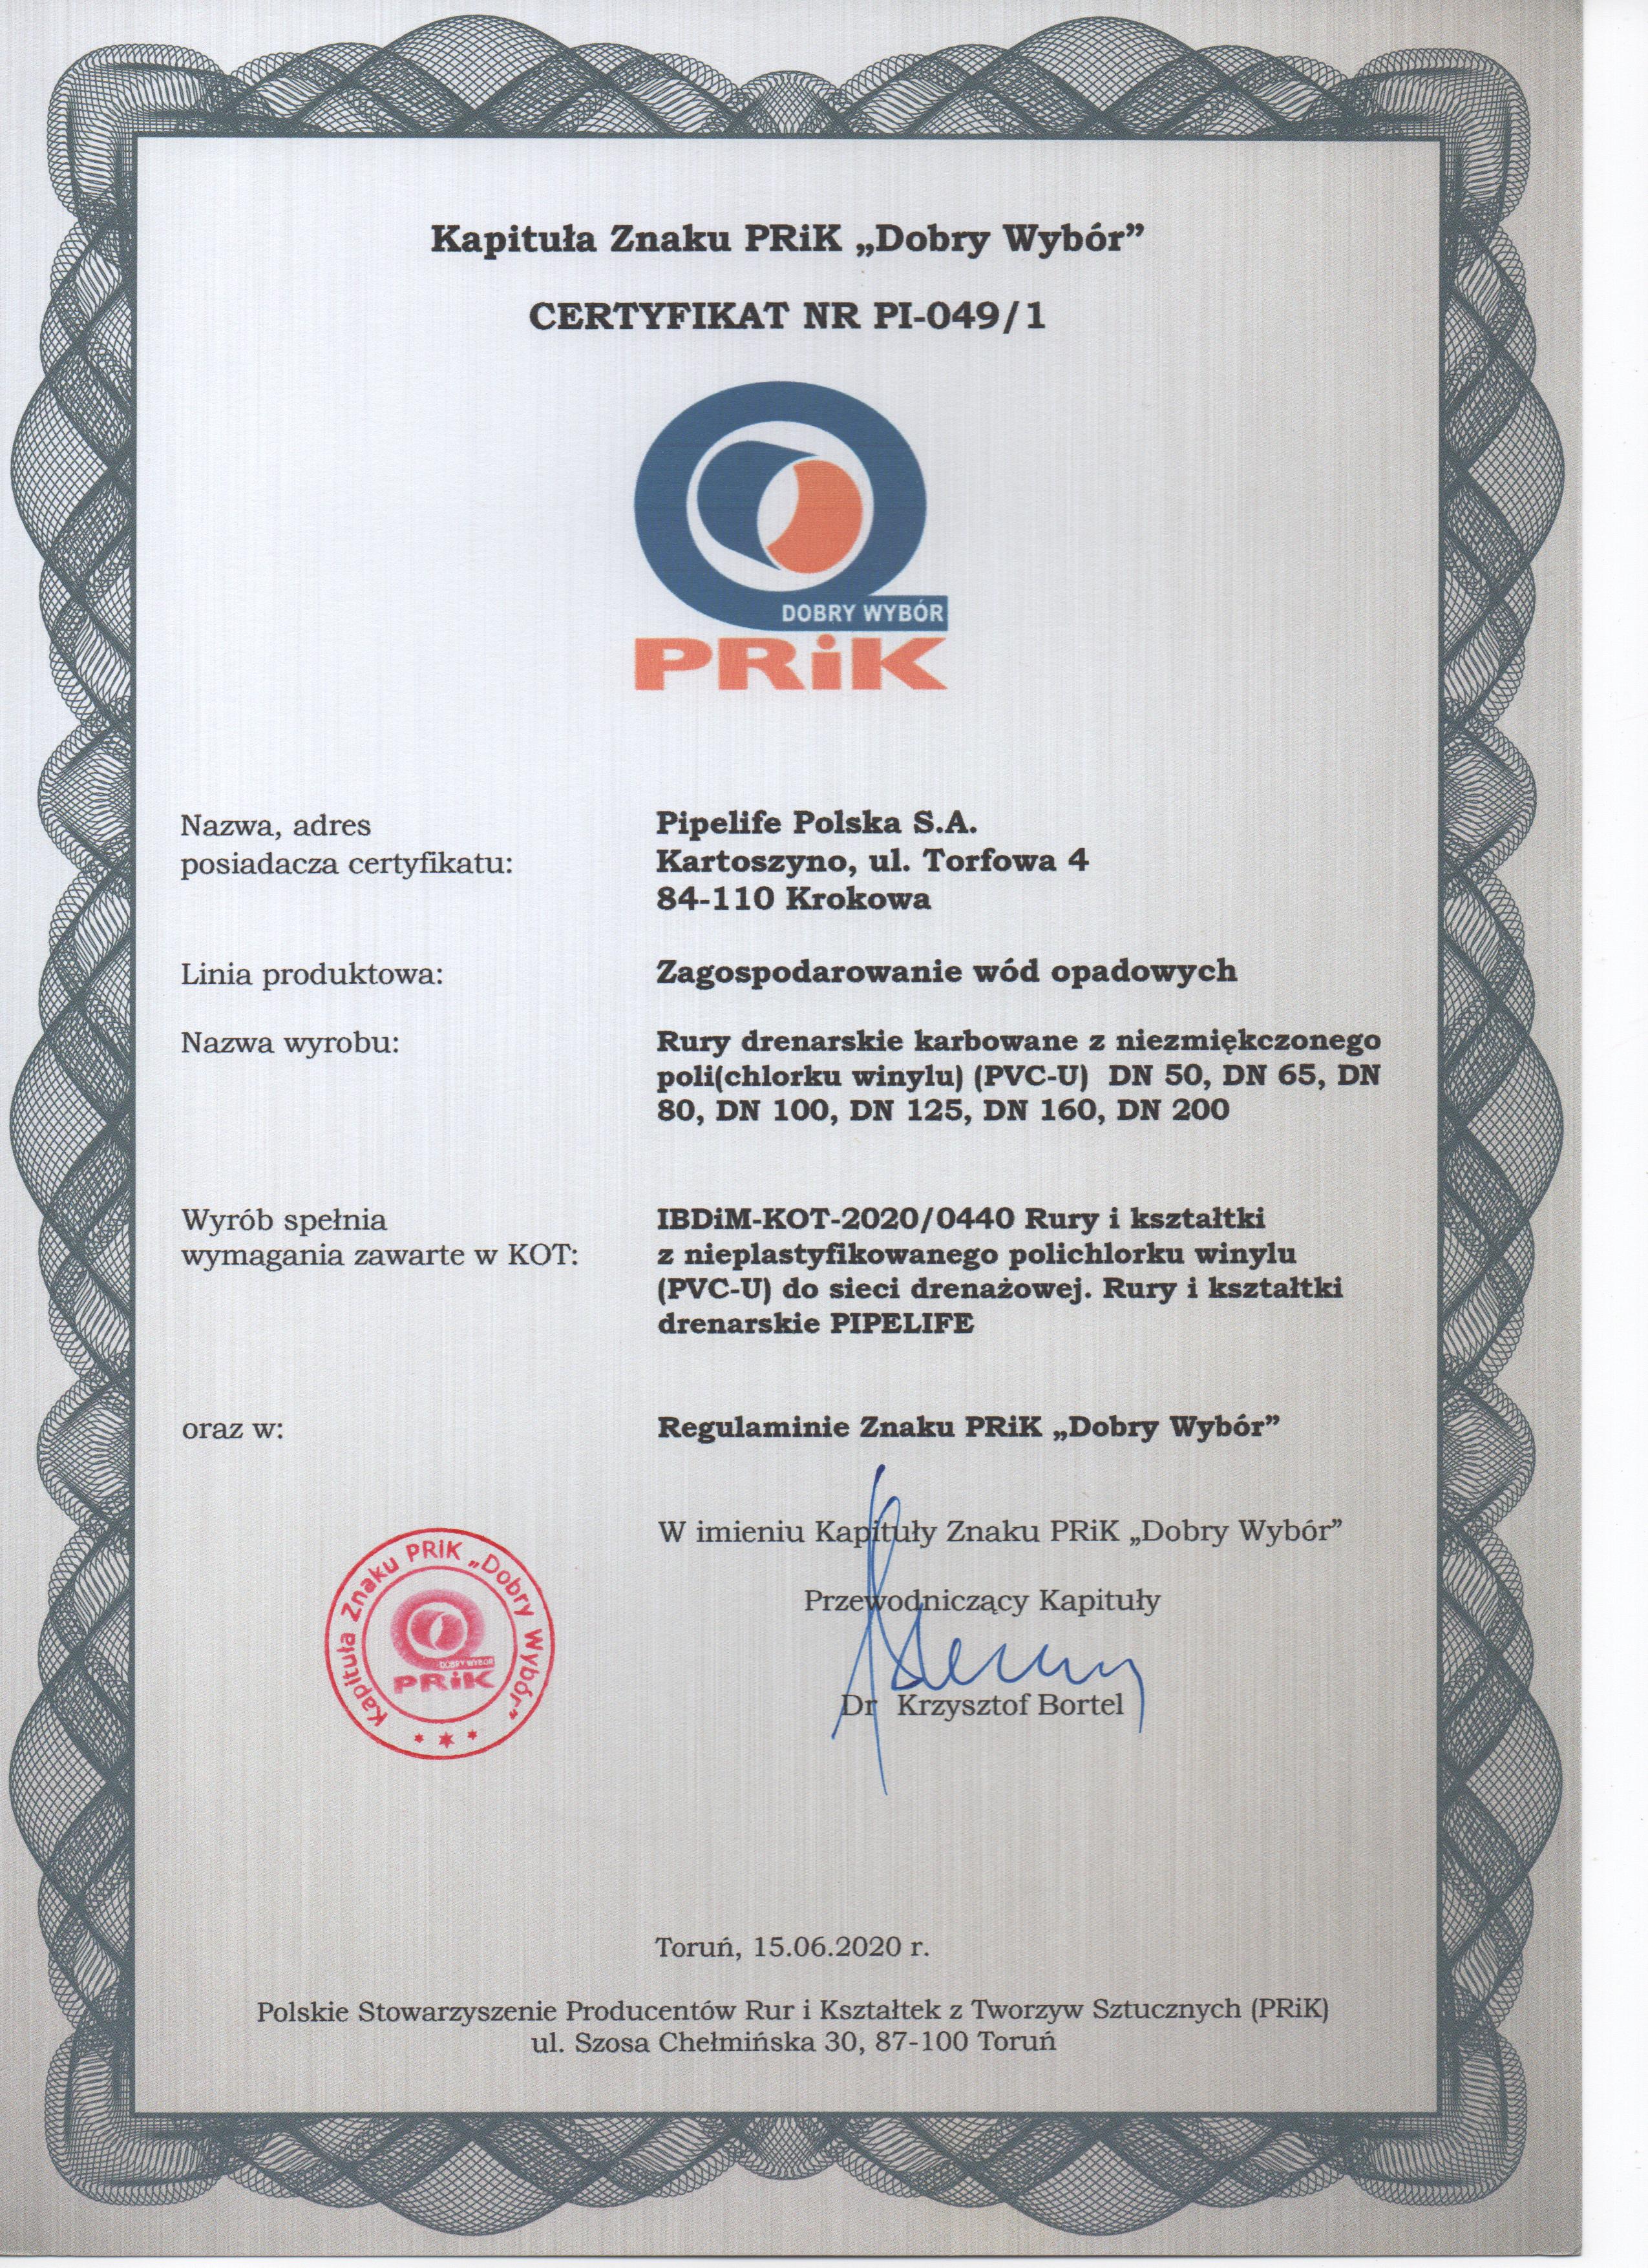 Kapituła Znaku PRiK „Dobry Wybór”
CERTYFIKAT NR PI-049/1
DOBRY WYBÓR
PRiK
Nazwa, adres
posiadacza certyfikatu:
Pipelife Polska S.A.
Kartoszyno, ul. Torfowa 4
84-110 Krokowa
Linia produktowa:
Zagospodarowanie wód opadowych
Nazwa wyrobu:
Rury drenarskie karbowane z niezmiękczonego
poli(chlorku winylu) (PVC-U) DN 50, DN 65, DN
80, DN 100, DN 125, DN 160, DN 200
Wyrób spełnia
wymagania zawarte w KOT:
IBDiM-KOT-2020/0440 Rury i kształtki
z nieplastyfikowanego polichlorku winylu
(PVC-U) do sieci drenażowej. Rury i kształtki
drenarskie PIPELIFE
oraz w:
Regulaminie Znaku PRiK „Dobry Wybór”
W imieniu Kapituły Znaku PRiK „Dobry Wybór”
Przewodniczący Kapituły
Dr Krzysztof Bortel
Kapituła Znaku PRiK „Dobry Wybór”
DOBRY WYBÓR
PRiK
Toruń, 15.06.2020 r.
Polskie Stowarzyszenie Producentów Rur i Kształtek z Tworzyw Sztucznych (PRiK)
ul. Szosa Chełmińska 30, 87-100 Toruń